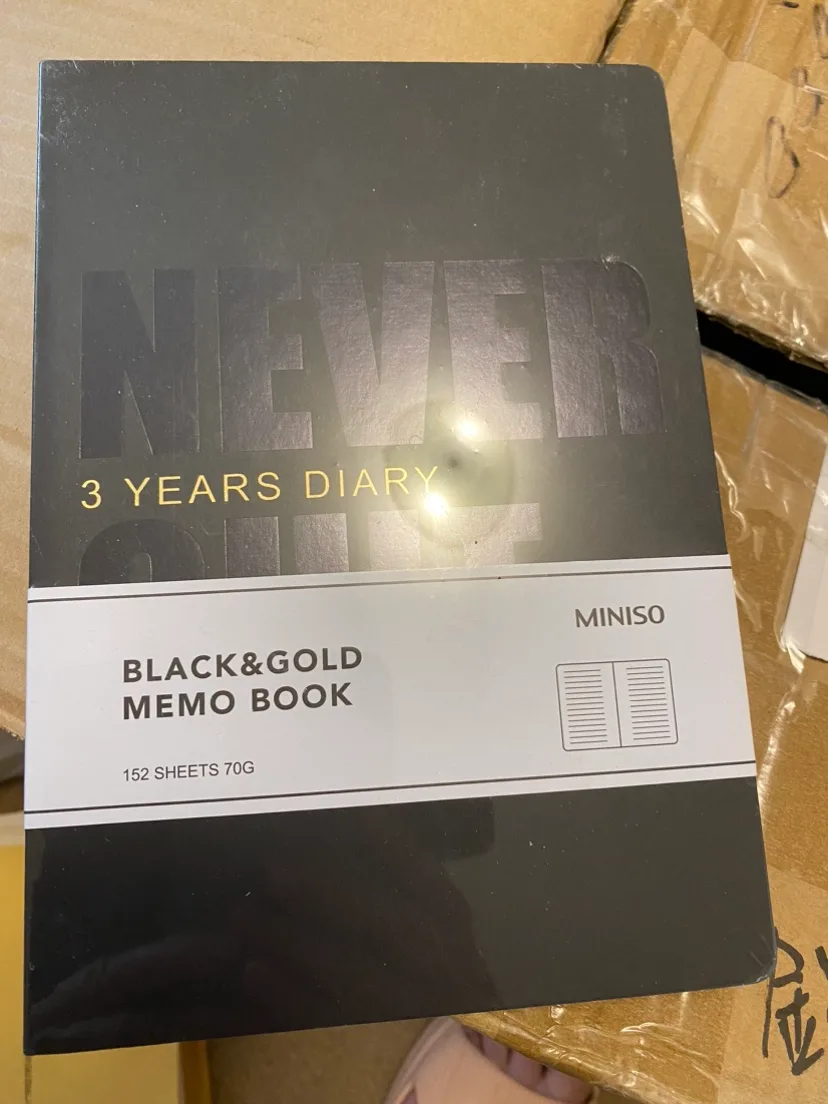 NEVER
3 YEARS DIARY
MINISO
BLACK&GOLD
MEMO BOOK
152 SHEETS 70G